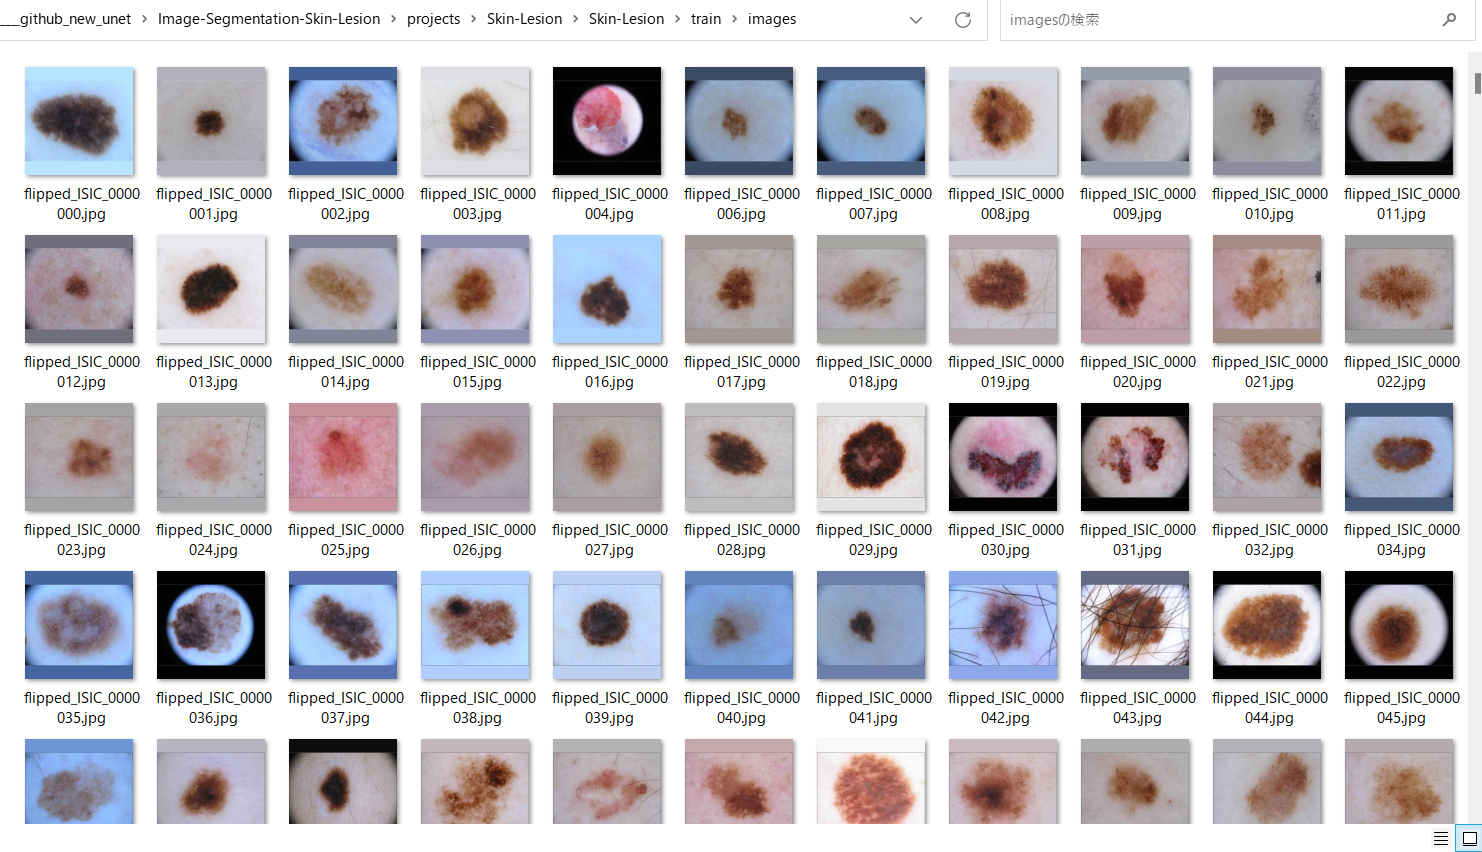 ___github_new_unet › Image-Segmentation-Skin-Lesion › projects › Skin-Lesion › Skin-Lesion › train › images
imagesの検索
flipped_ISIC_0000
000.jpg
flipped_ISIC_0000
001.jpg
flipped_ISIC_0000
002.jpg
flipped_ISIC_0000
003.jpg
flipped_ISIC_0000
004.jpg
flipped_ISIC_0000
006.jpg
flipped_ISIC_0000
007.jpg
flipped_ISIC_0000
008.jpg
flipped_ISIC_0000
009.jpg
flipped_ISIC_0000
010.jpg
flipped_ISIC_0000
011.jpg
flipped_ISIC_0000
012.jpg
flipped_ISIC_0000
013.jpg
flipped_ISIC_0000
014.jpg
flipped_ISIC_0000
015.jpg
flipped_ISIC_0000
016.jpg
flipped_ISIC_0000
017.jpg
flipped_ISIC_0000
018.jpg
flipped_ISIC_0000
019.jpg
flipped_ISIC_0000
020.jpg
flipped_ISIC_0000
021.jpg
flipped_ISIC_0000
022.jpg
flipped_ISIC_0000
023.jpg
flipped_ISIC_0000
024.jpg
flipped_ISIC_0000
025.jpg
flipped_ISIC_0000
026.jpg
flipped_ISIC_0000
027.jpg
flipped_ISIC_0000
028.jpg
flipped_ISIC_0000
029.jpg
flipped_ISIC_0000
030.jpg
flipped_ISIC_0000
031.jpg
flipped_ISIC_0000
032.jpg
flipped_ISIC_0000
034.jpg
flipped_ISIC_0000
035.jpg
flipped_ISIC_0000
036.jpg
flipped_ISIC_0000
037.jpg
flipped_ISIC_0000
038.jpg
flipped_ISIC_0000
039.jpg
flipped_ISIC_0000
040.jpg
flipped_ISIC_0000
041.jpg
flipped_ISIC_0000
042.jpg
flipped_ISIC_0000
043.jpg
flipped_ISIC_0000
044.jpg
flipped_ISIC_0000
045.jpg